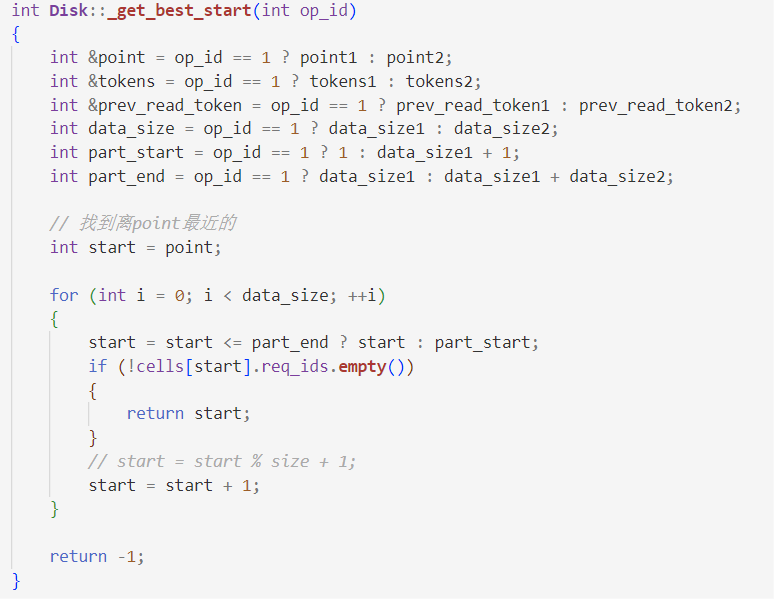 int Disk::_get_best_start(int op_id)
{
    int &point = op_id == 1 ? point1 : point2;
    int &tokens = op_id == 1 ? tokens1 : tokens2;
    int &prev_read_token = op_id == 1 ? prev_read_token1 : prev_read_token2;
    int data_size = op_id == 1 ? data_size1 : data_size2;
    int part_start = op_id == 1 ? 1 : data_size1 + 1;
    int part_end = op_id == 1 ? data_size1 : data_size1 + data_size2;

    // 找到离point最近的
    int start = point;

    for (int i = 0; i < data_size; ++i)
    {
        start = start <= part_end ? start : part_start;
        if (!cells[start].req_ids.empty())
        {
            return start;
        }
        // start = start % size + 1;
        start = start + 1;
    }

    return -1;
}